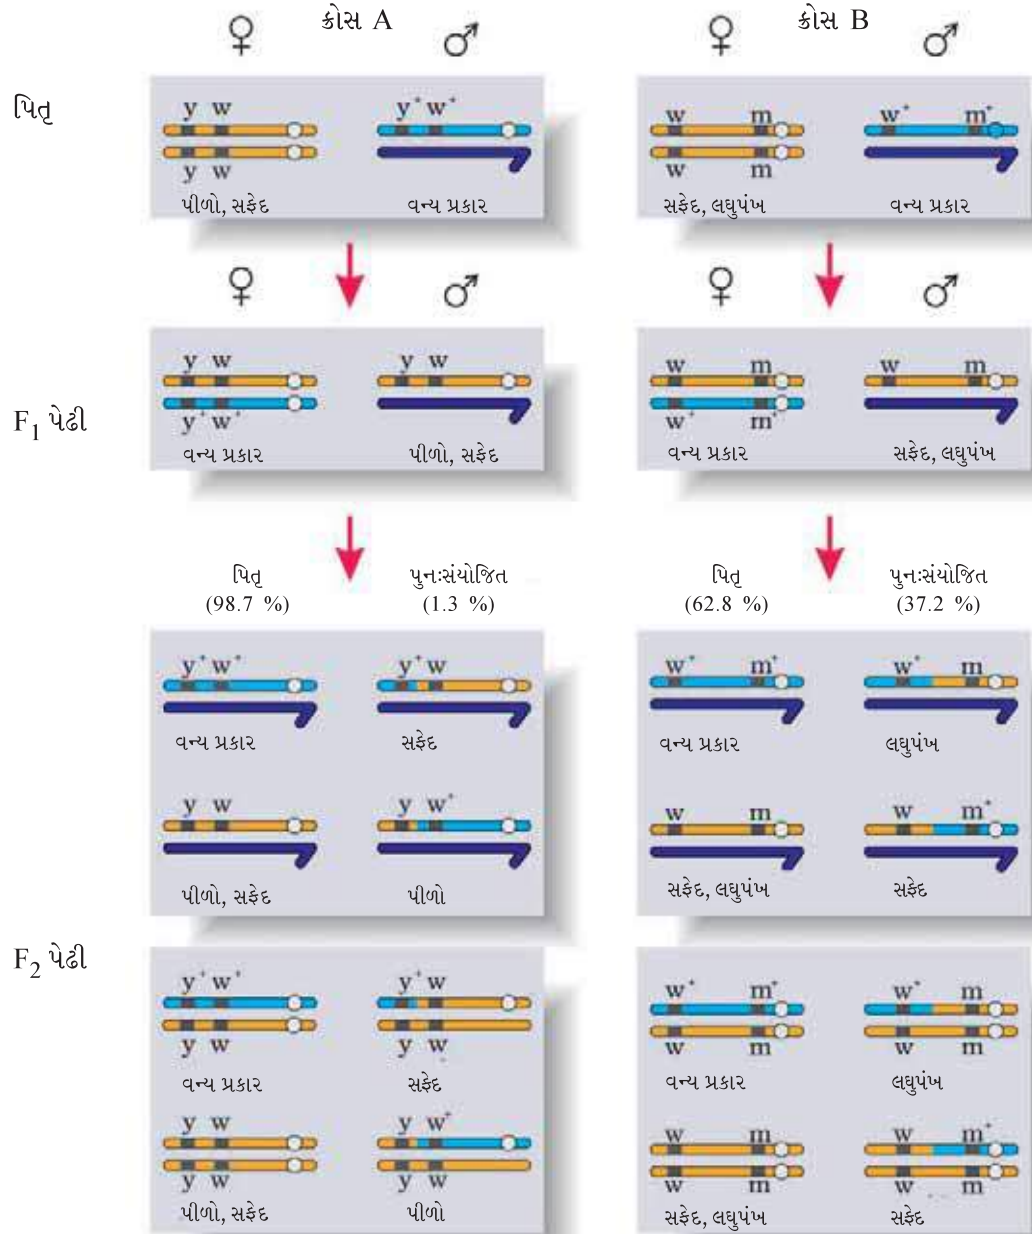 ક્રોસ A ક્રોસ B
♀ ♂ ♀ ♂
પિતૃ
y w y⁺ w⁺ w m w⁺ m⁺
y w w m
પીળો, સફેદ વન્ય પ્રકાર સફેદ, લઘુપંખ વન્ય પ્રકાર
♀ ♂ ♀ ♂
y w y w w m w m
F₁ પેઢી
y⁺ w⁺ w⁺ m⁺
વન્ય પ્રકાર પીળો, સફેદ વન્ય પ્રકાર સફેદ, લઘુપંખ
પિતૃ પુનઃસંયોજિત પિતૃ પુનઃસંયોજિત
(98.7 %) (1.3 %) (62.8 %) (37.2 %)
y⁺ w⁺ y⁺ w w⁺ m⁺ w⁺ m
વન્ય પ્રકાર સફેદ વન્ય પ્રકાર લઘુપંખ
y w y w⁺ w m w m⁺
પીળો, સફેદ પીળો સફેદ, લઘુપંખ સફેદ
F₂ પેઢી
y⁺ w⁺ y⁺ w w⁺ m⁺ w⁺ m
y w y w w m w m
વન્ય પ્રકાર સફેદ વન્ય પ્રકાર લઘુપંખ
y w y w⁺ w m w m⁺
y w y w w m w m
પીળો, સફેદ પીળો સફેદ, લઘુપંખ સફેદ